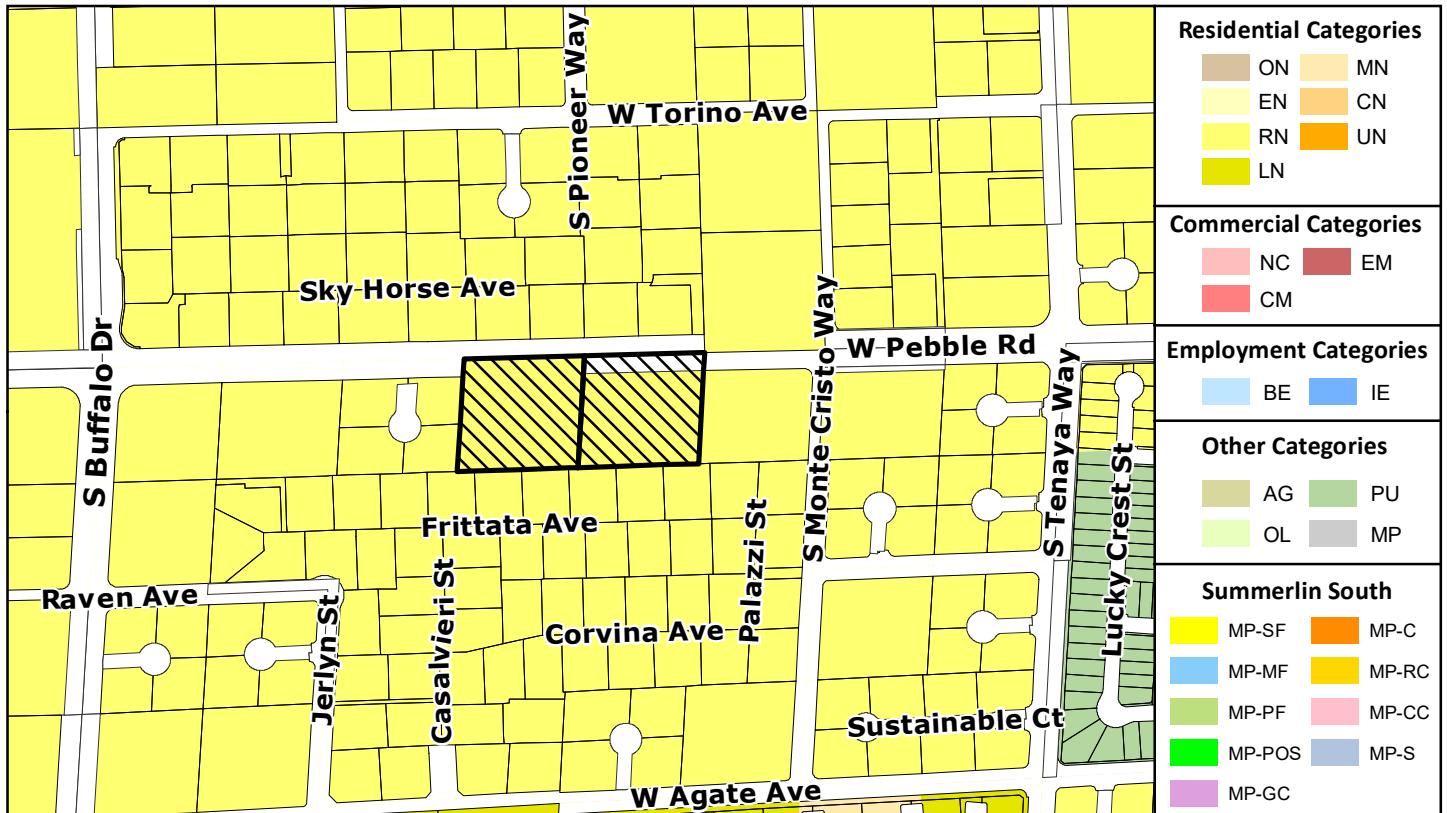 S Pioneer Way
W Torino Ave
Sky Horse Ave
S Buffalo Dr
S Monte Cristo Way
W Pebble Rd
S Tenaya Way
Lucky Crest St
Frittata Ave
Palazzi St
Raven Ave
Jerlyn St
Casalvieri St
Corvina Ave
Sustainable Ct
W Agate Ave
Residential Categories
ON MN
EN CN
RN UN
LN
Commercial Categories
NC EM
CM
Employment Categories
BE IE
Other Categories
AG PU
OL MP
Summerlin South
MP-SF MP-C
MP-MF MP-RC
MP-PF MP-CC
MP-POS MP-S
MP-GC